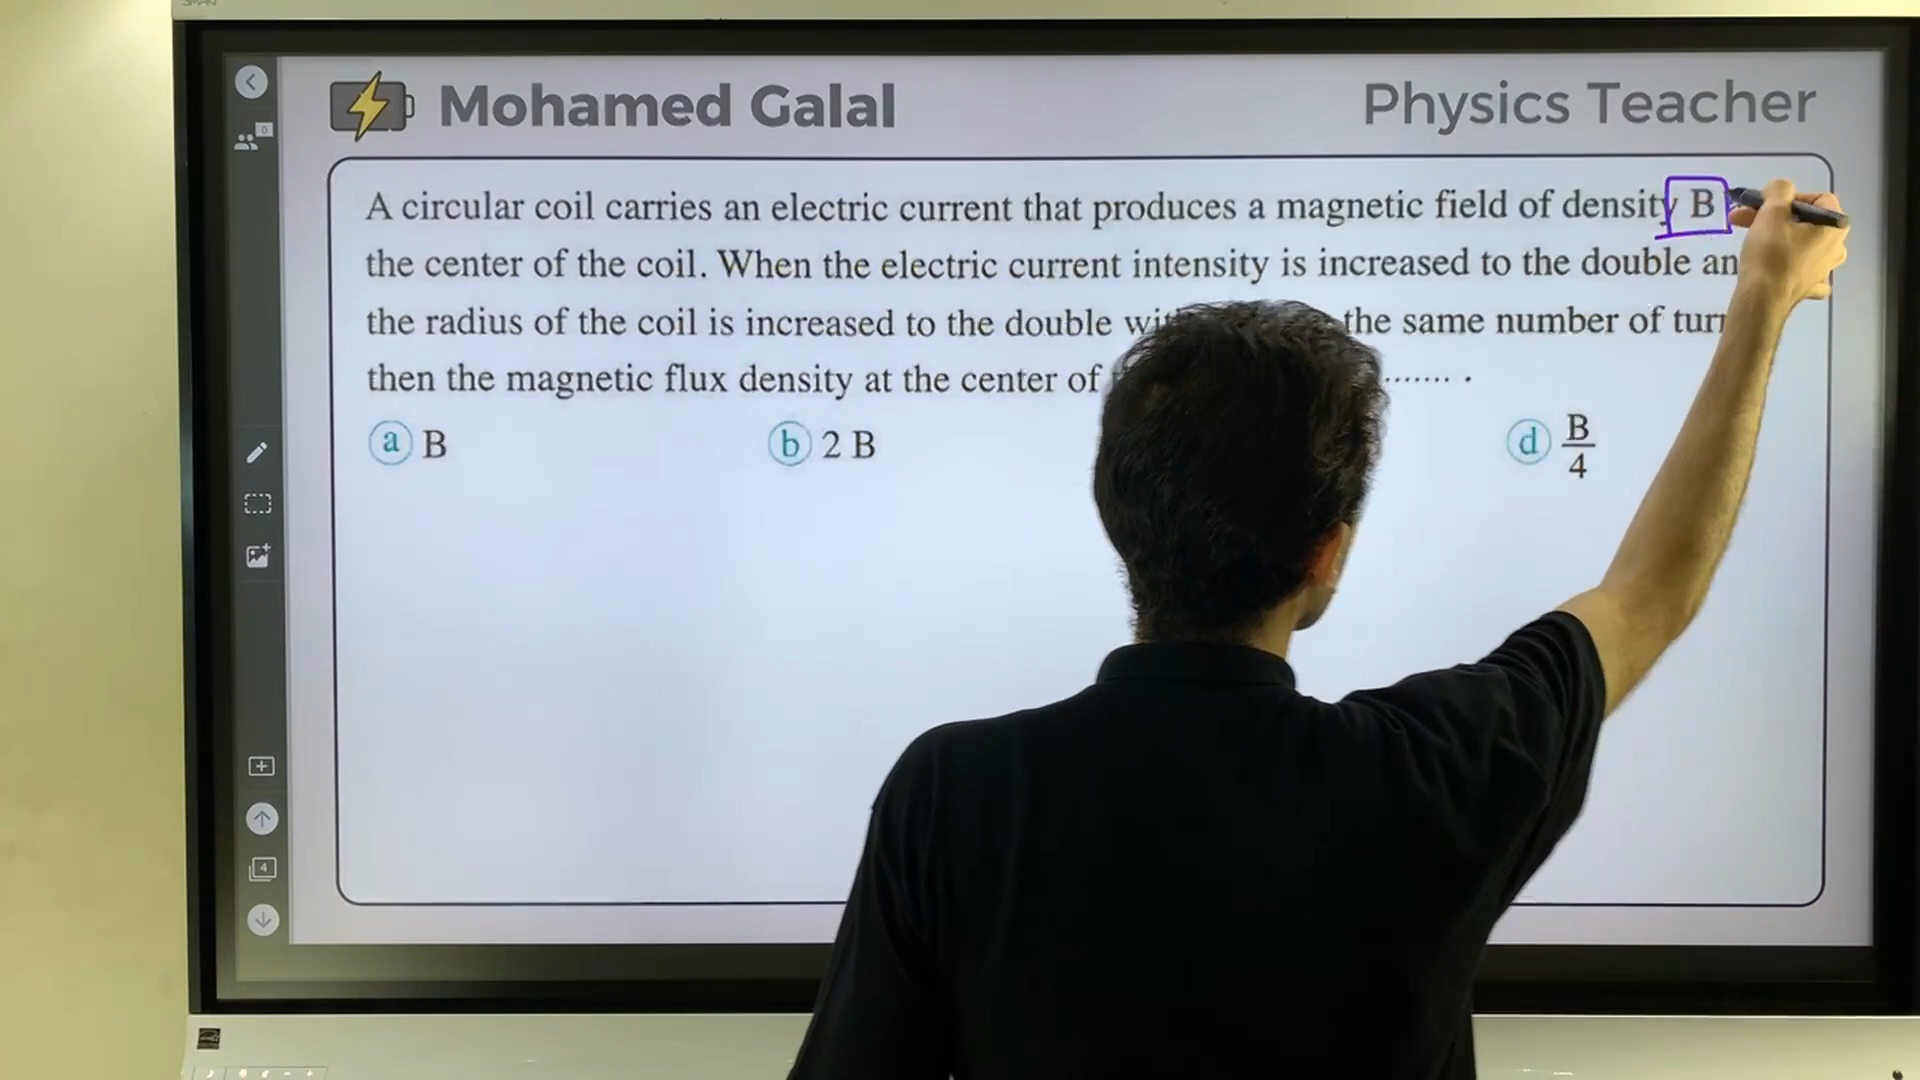 Mohamed Galal
Physics Teacher
A circular coil carries an electric current that produces a magnetic field of density B
the center of the coil. When the electric current intensity is increased to the double an
the radius of the coil is increased to the double the same number of
then the magnetic flux density at the center of ....... .
a B
b 2 B
d B/4
0
4